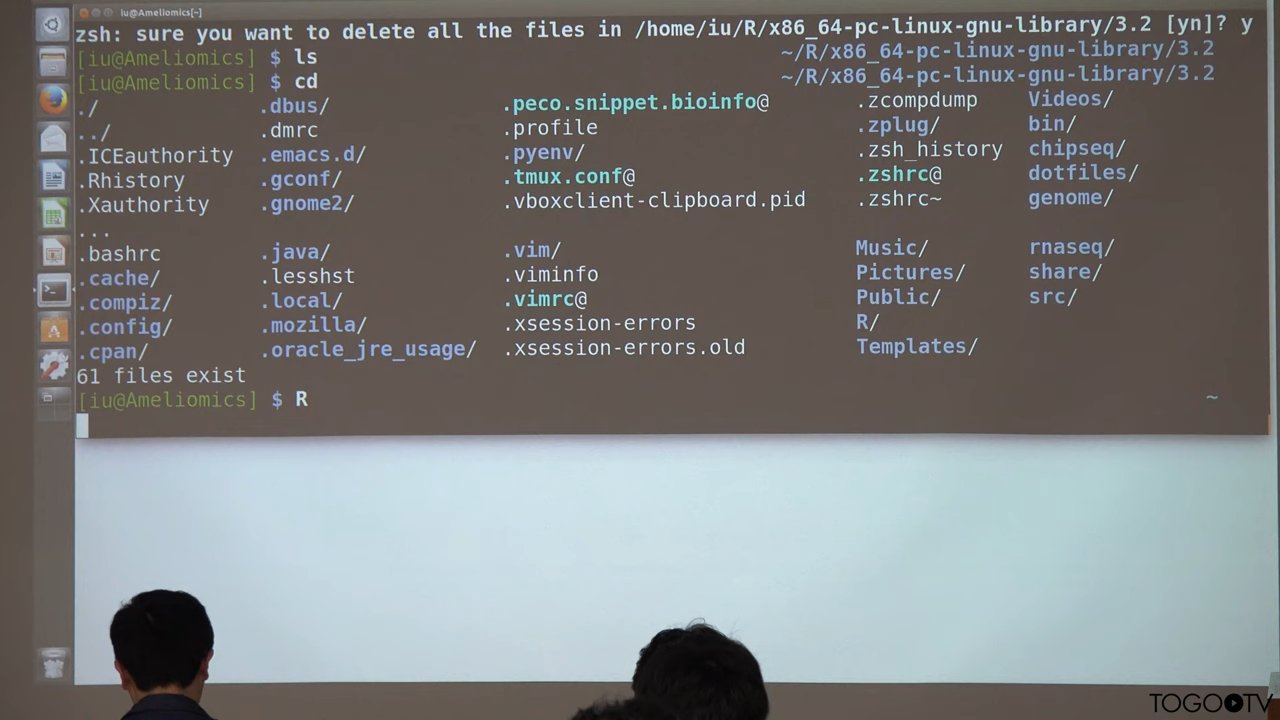 iu@Ameliomics[~]
zsh: sure you want to delete all the files in /home/iu/R/x86_64-pc-linux-gnu-library/3.2 [yn]? y
[iu@Ameliomics] $ ls ~/R/x86_64-pc-linux-gnu-library/3.2
[iu@Ameliomics] $ cd ~/R/x86_64-pc-linux-gnu-library/3.2
./ .dbus/ .peco.snippet.bioinfo@ .zcompdump Videos/
../ .dmrc .profile .zplug/ bin/
.ICEauthority .emacs.d/ .pyenv/ .zsh_history chipseq/
.Rhistory .gconf/ .tmux.conf@ .zshrc@ dotfiles/
.Xauthority .gnome2/ .vboxclient-clipboard.pid .zshrc~ genome/
...
.bashrc .java/ .vim/ Music/ rnaseq/
.cache/ .lesshst .viminfo Pictures/ share/
.compiz/ .local/ .vimrc@ Public/ src/
.config/ .mozilla/ .xsession-errors R/
.cpan/ .oracle_jre_usage/ .xsession-errors.old Templates/
61 files exist
[iu@Ameliomics] $ R ~
TOGOTV